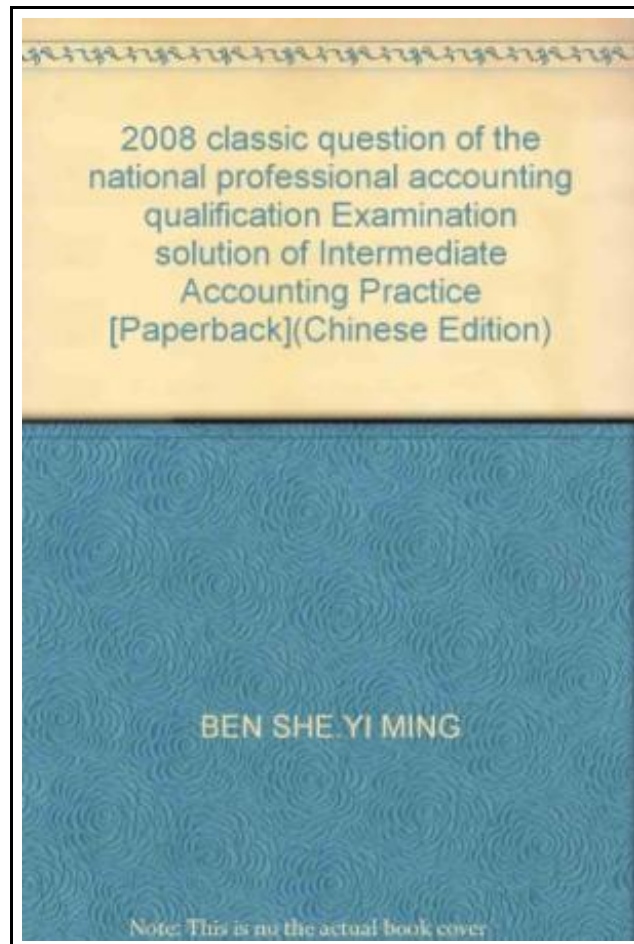 2008 classic question of the
national professional accounting
qualification Examination
solution of Intermediate
Accounting Practice
[Paperback](Chinese Edition)
BEN SHE.YI MING
Note: This is no the actual book cover